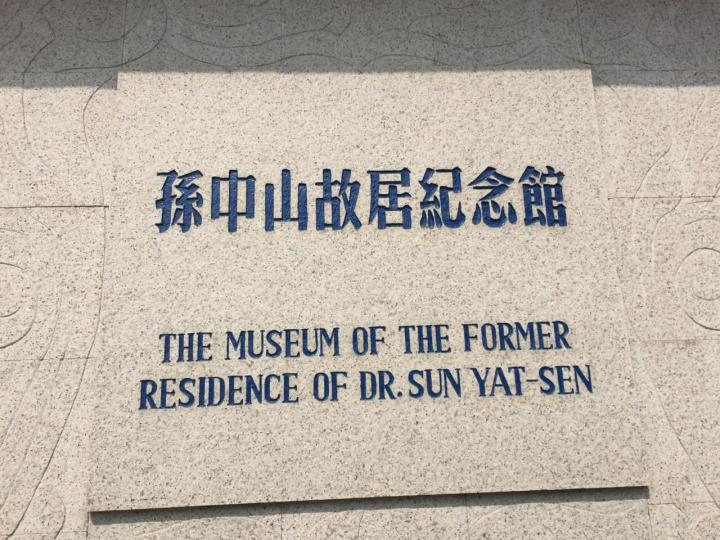 孫中山故居紀念館
THE MUSEUM OF THE FORMER
RESIDENCE OF DR. SUN YAT-SEN